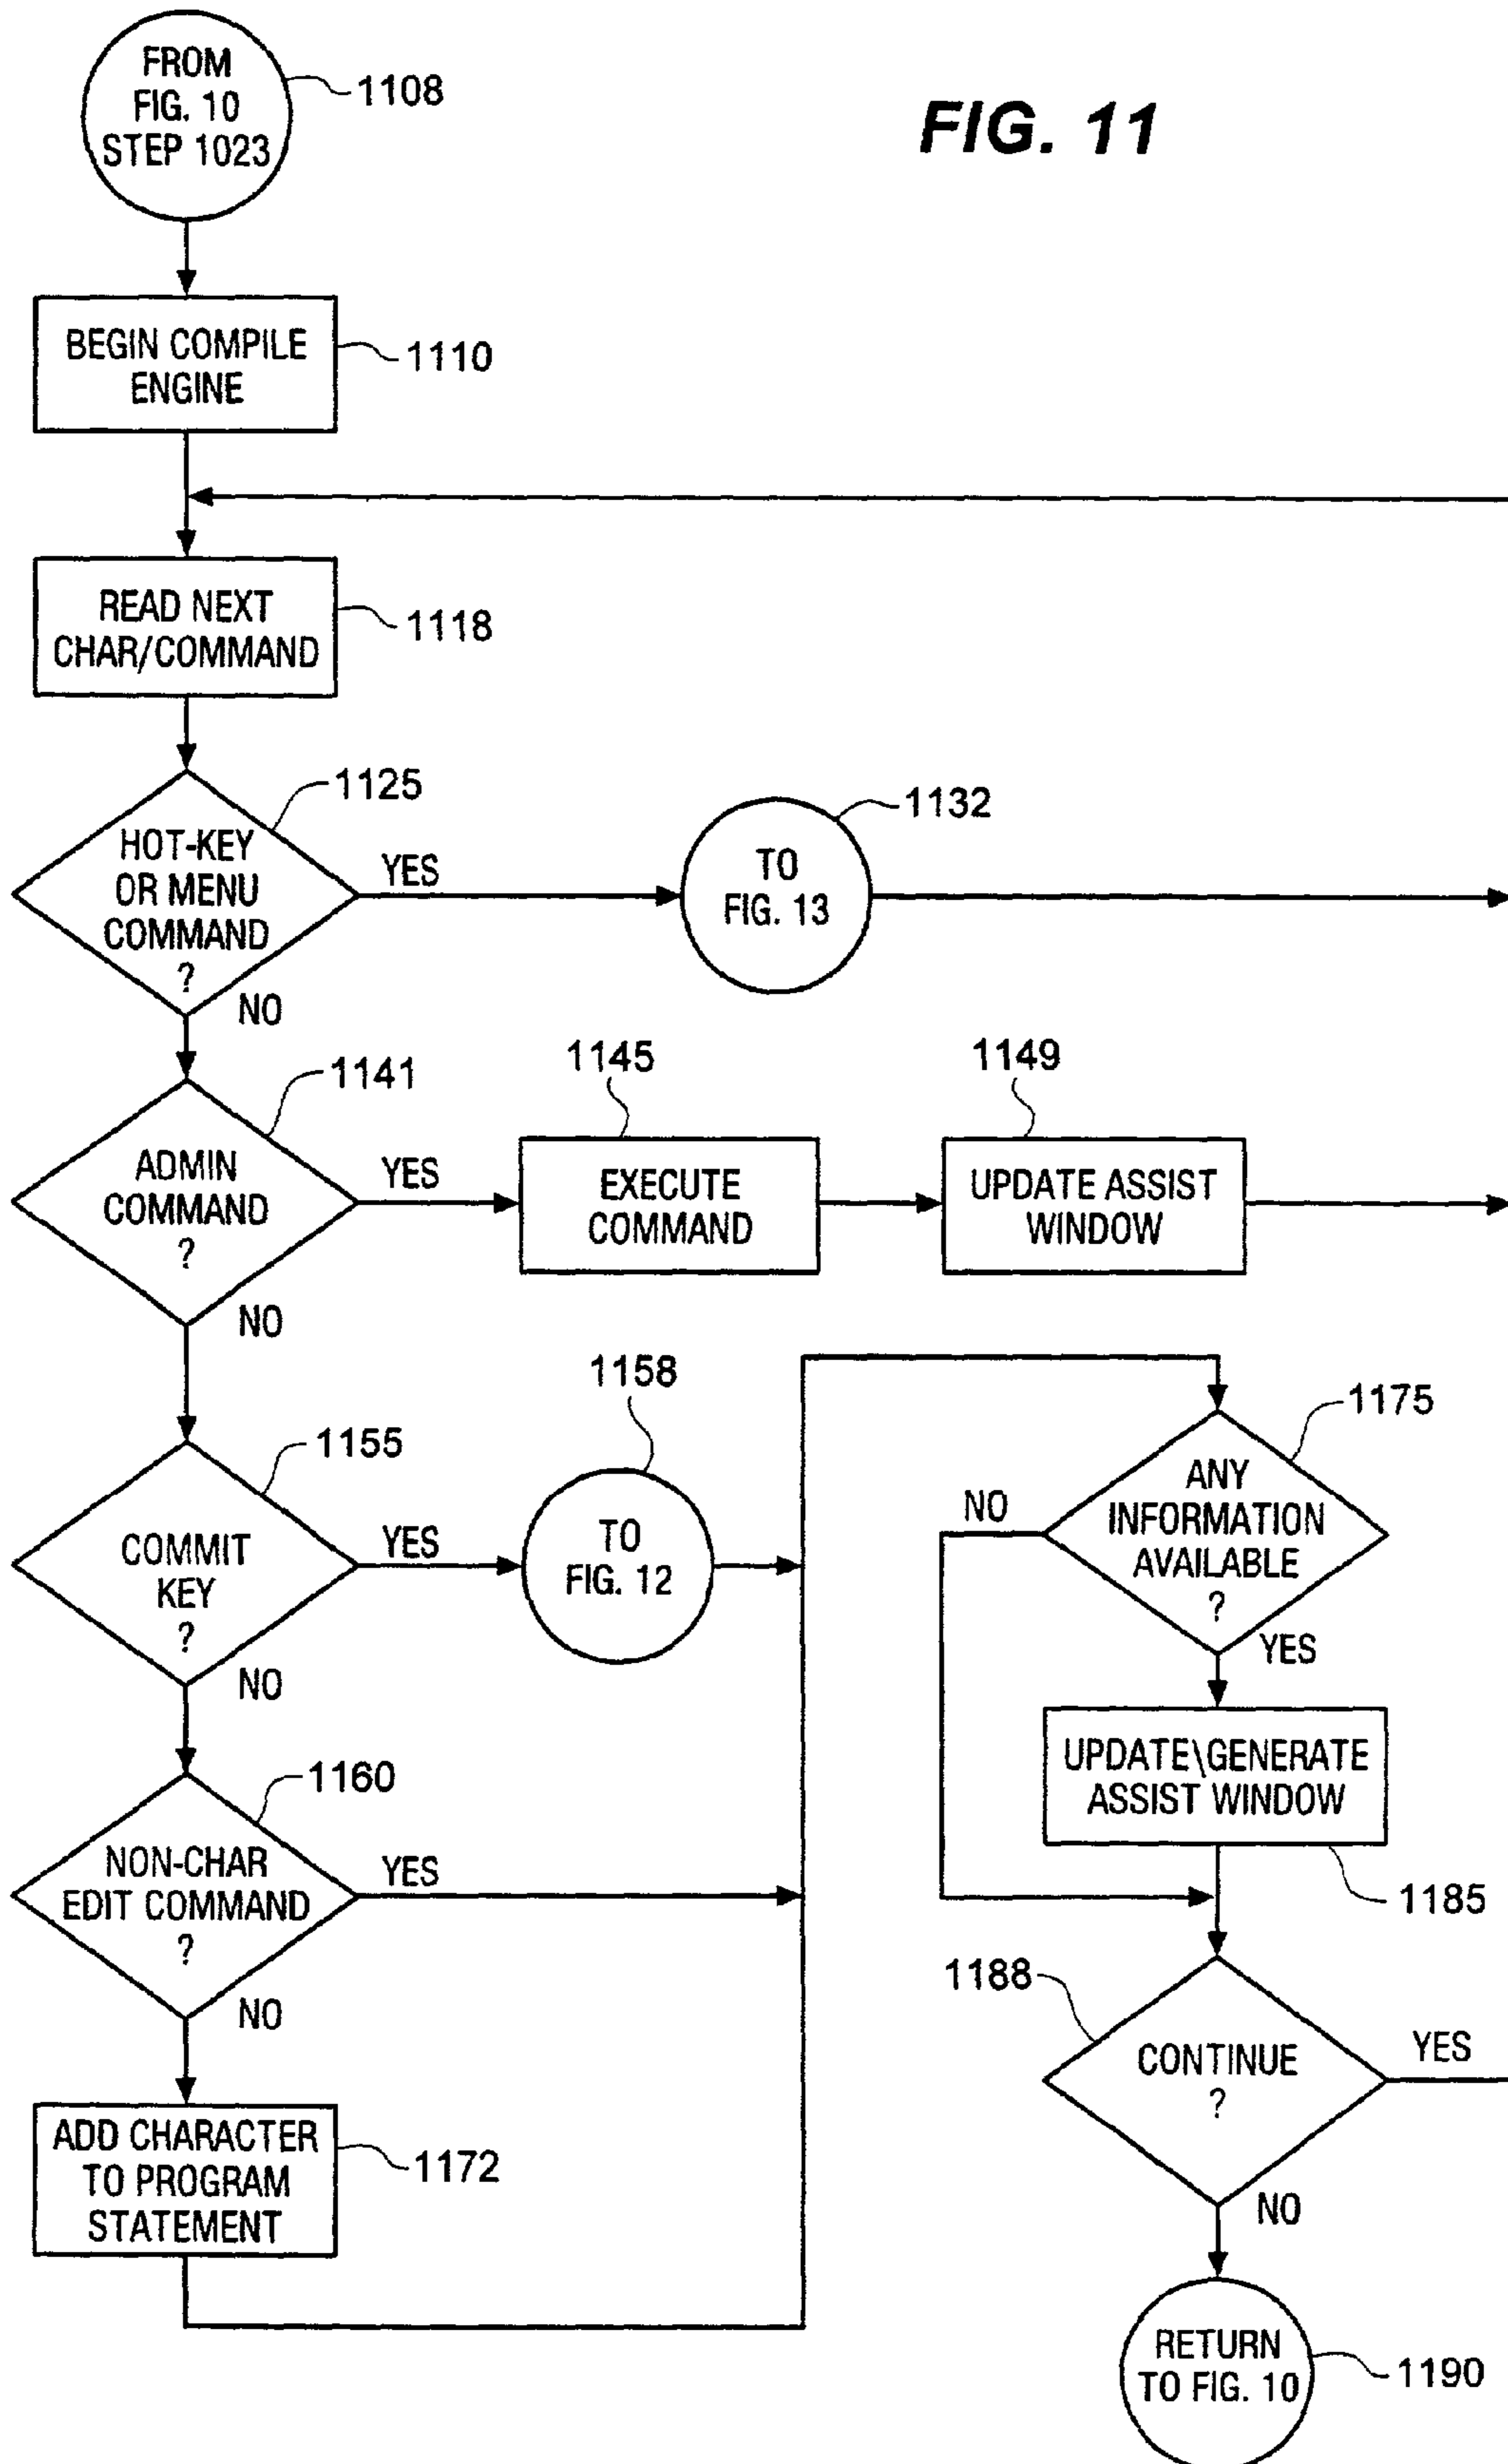 FIG. 11
FROM
FIG. 10
STEP 1023
1108
BEGIN COMPILE
ENGINE
1110
READ NEXT
CHAR/COMMAND
1118
HOT-KEY
OR MENU
COMMAND
?
1125
YES
NO
TO
FIG. 13
1132
ADMIN
COMMAND
?
1141
YES
NO
EXECUTE
COMMAND
1145
UPDATE ASSIST
WINDOW
1149
COMMIT
KEY
?
1155
YES
NO
TO
FIG. 12
1158
NON-CHAR
EDIT COMMAND
?
1160
YES
NO
ADD CHARACTER
TO PROGRAM
STATEMENT
1172
ANY
INFORMATION
AVAILABLE
?
1175
NO
YES
UPDATE\GENERATE
ASSIST WINDOW
1185
CONTINUE
?
1188
YES
NO
RETURN
TO FIG. 10
1190